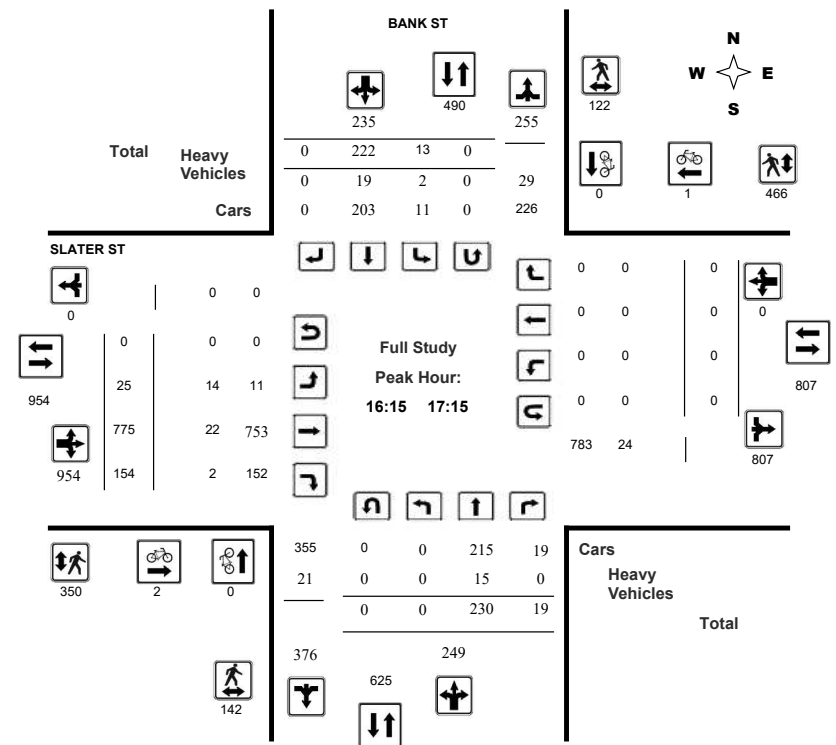 BANK ST
N
W E
S
490
122
235 255
Total Heavy Vehicles
0 222 13 0
0 19 2 0 29
0 1 466
Cars 0 203 11 0 226
SLATER ST
0 0 0 0 0
0
0 0 0 0
0 0 0
Full Study
954 25 14 11 Peak Hour: 0 0 0 807
16:15 17:15
0 0 0
775 22 753
783 24 807
954 154 2 152
355 0 0 215 19 Cars
350 2 0
21 0 0 15 0 Heavy Vehicles
0 0 230 19 Total
376 249
625
142